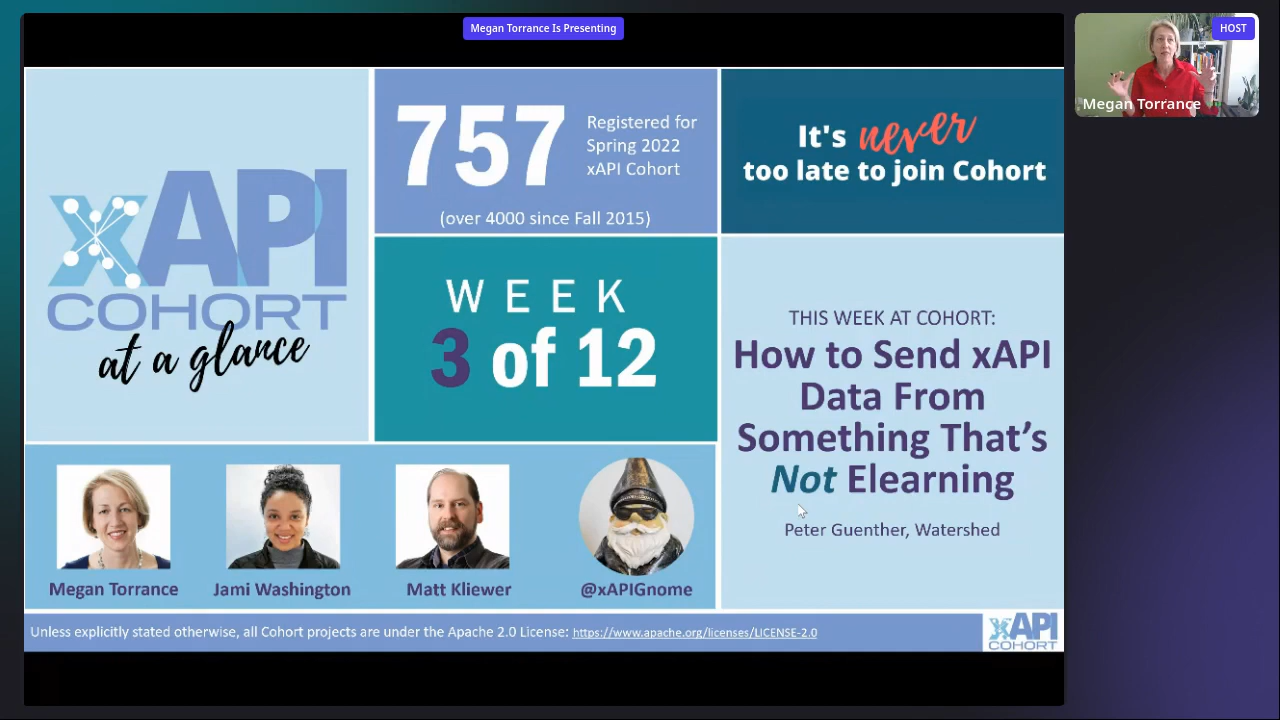 Megan Torrance Is Presenting
HOST
Megan Torrance
xAPI
COHORT
at a glance
757
Registered for
Spring 2022
xAPI Cohort
(over 4000 since Fall 2015)
It's never
too late to join Cohort
WEEK
3 of 12
THIS WEEK AT COHORT:
How to Send xAPI
Data From
Something That's
Not Elearning
Peter Guenther, Watershed
Megan Torrance
Jami Washington
Matt Kliewer
@xAPIGnome
Unless explicitly stated otherwise, all Cohort projects are under the Apache 2.0 License: https://www.apache.org/licenses/LICENSE-2.0
xAPI
COHORT